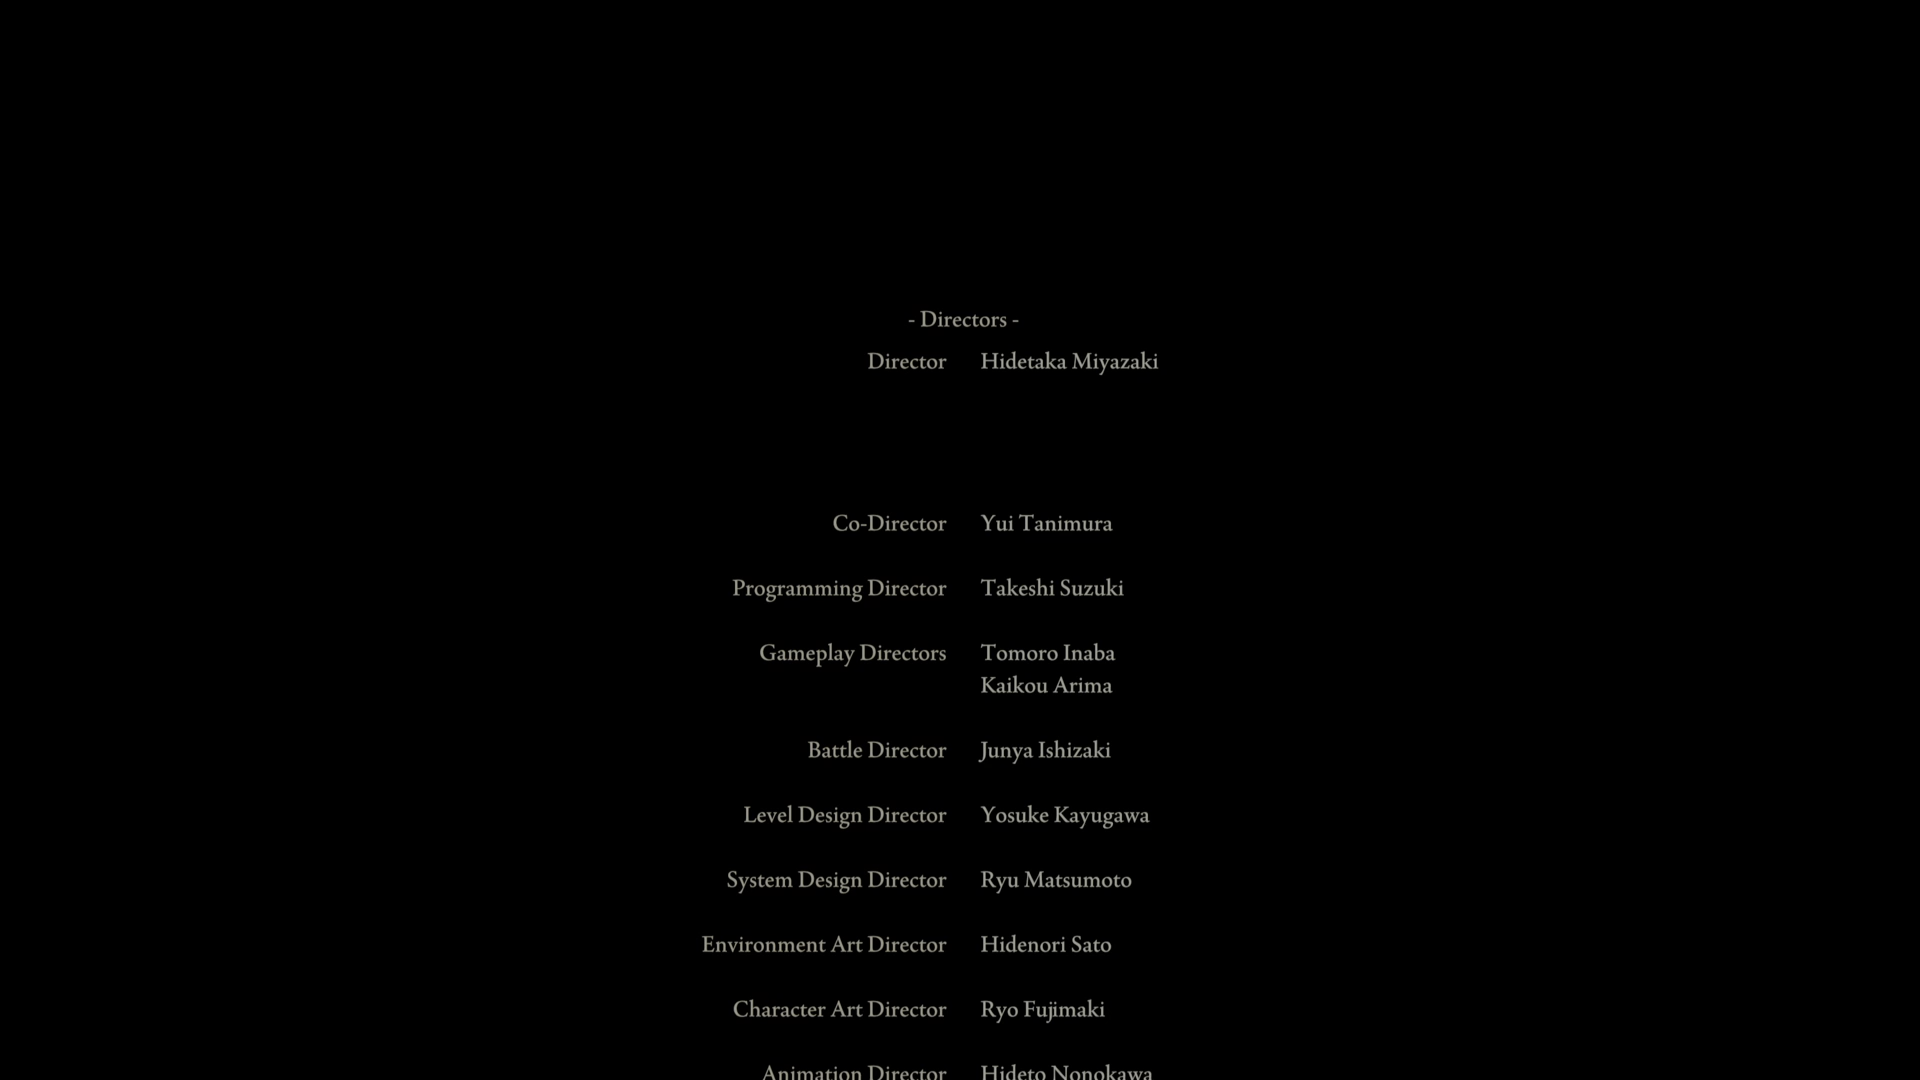 - Directors -
Director Hidetaka Miyazaki
Co-Director Yui Tanimura
Programming Director Takeshi Suzuki
Gameplay Directors Tomoro Inaba
Kaikou Arima
Battle Director Junya Ishizaki
Level Design Director Yosuke Kayugawa
System Design Director Ryu Matsumoto
Environment Art Director Hidenori Sato
Character Art Director Ryo Fujimaki
Animation Director Hideto Nonokawa